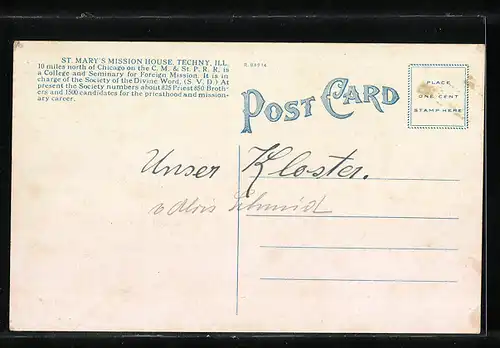 ST. MARY'S MISSION HOUSE, TECHNY, ILL.
10 miles north of Chicago on the C. M. & St. P. R. R. is
a College and Seminary for Foreign Mission. It is in
charge of the Society of the Divine Word, (S. V. D.) At
present the Society numbers about 825 Priest 850 Broth-
ers and 1500 candidates for the priesthood and mission-
ary career.
POST CARD
PLACE
ONE CENT
STAMP HERE
Unser Kloster.
v Alois Schmidt